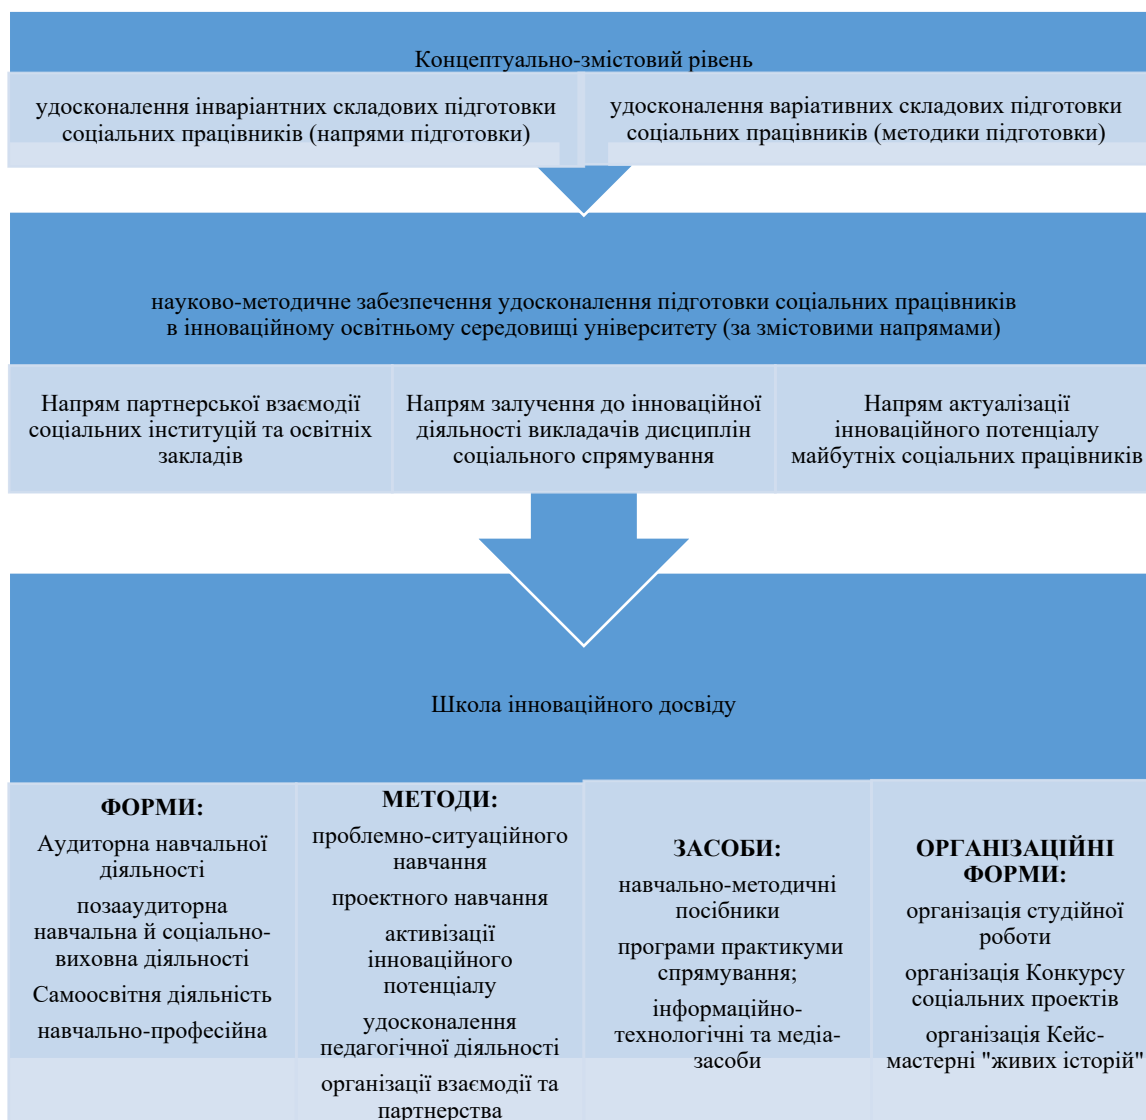 Концептуально-змістовий рівень
удосконалення інваріантних складових підготовки
соціальних працівників (напрями підготовки)
удосконалення варіативних складових підготовки
соціальних працівників (методики підготовки)
науково-методичне забезпечення удосконалення підготовки соціальних працівників
в інноваційному освітньому середовищі університету (за змістовими напрямами)
Напрям партнерської взаємодії
соціальних інституцій та освітніх
закладів
Напрям залучення до інноваційної
діяльності викладачів дисциплін
соціального спрямування
Напрям актуалізації
інноваційного потенціалу
майбутніх соціальних працівників
Школа інноваційного досвіду
ФОРМИ:
Аудиторна навчальної
діяльності
позааудиторна
навчальна й соціально-
виховна діяльності
Самоосвітня діяльність
навчально-професійна
МЕТОДИ:
проблемно-ситуаційного
навчання
проектного навчання
активізації
інноваційного
потенціалу
удосконалення
педагогічної діяльності
організації взаємодії та
партнерства
ЗАСОБИ:
навчально-методичні
посібники
програми практикуми
спрямування;
інформаційно-
технологічні та медіа-
засоби
ОРГАНІЗАЦІЙНІ
ФОРМИ:
організація студійної
роботи
організація Конкурсу
соціальних проектів
організація Кейс-
мастерні "живих історій"